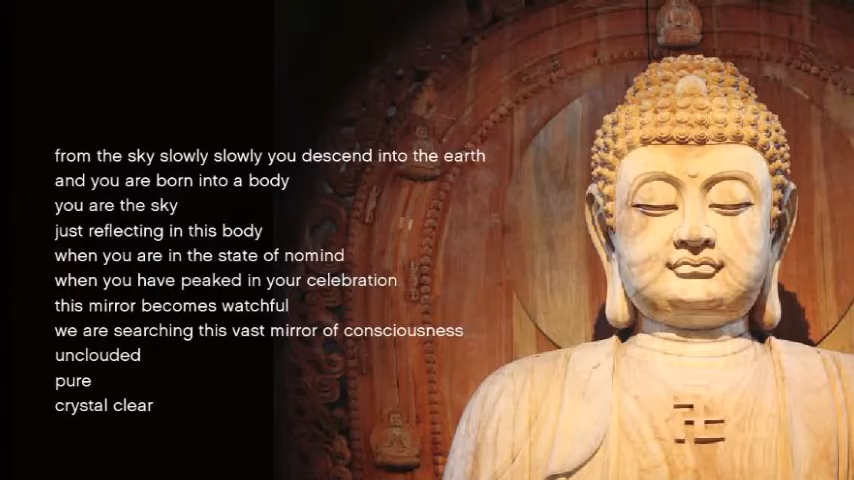 from the sky slowly slowly you descend into the earth
and you are born into a body
you are the sky
just reflecting in this body
when you are in the state of nomind
when you have peaked in your celebration
this mirror becomes watchful
we are searching this vast mirror of consciousness
unclouded
pure
crystal clear